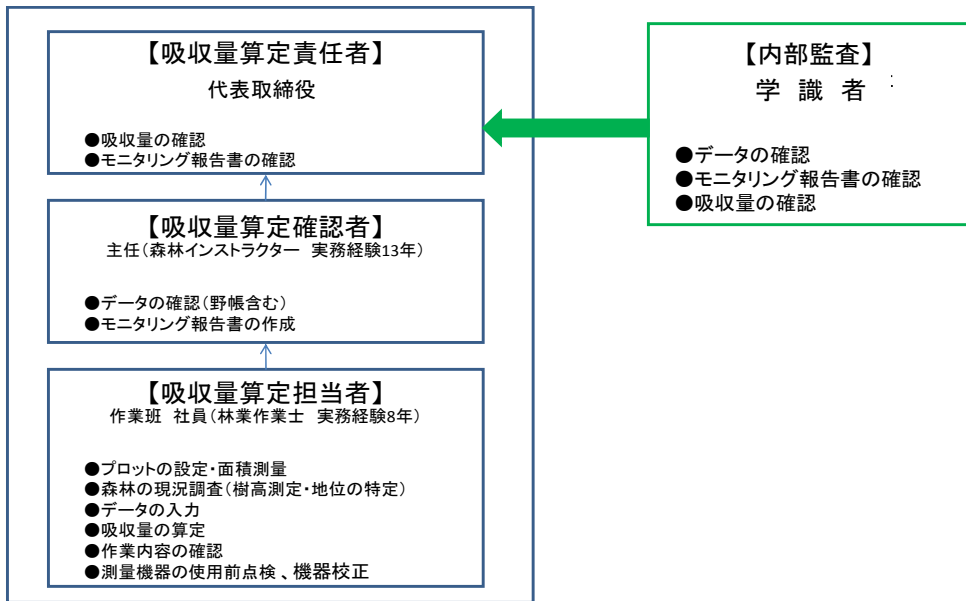 【吸収量算定責任者】
代表取締役
●吸収量の確認
●モニタリング報告書の確認
【吸収量算定確認者】
主任(森林インストラクター　実務経験13年)
●データの確認(野帳含む)
●モニタリング報告書の作成
【吸収量算定担当者】
作業班　社員(林業作業士　実務経験8年)
●プロットの設定・面積測量
●森林の現況調査(樹高測定・地位の特定)
●データの入力
●吸収量の算定
●作業内容の確認
●測量機器の使用前点検、機器校正
【内部監査】
学　識　者
●データの確認
●モニタリング報告書の確認
●吸収量の確認